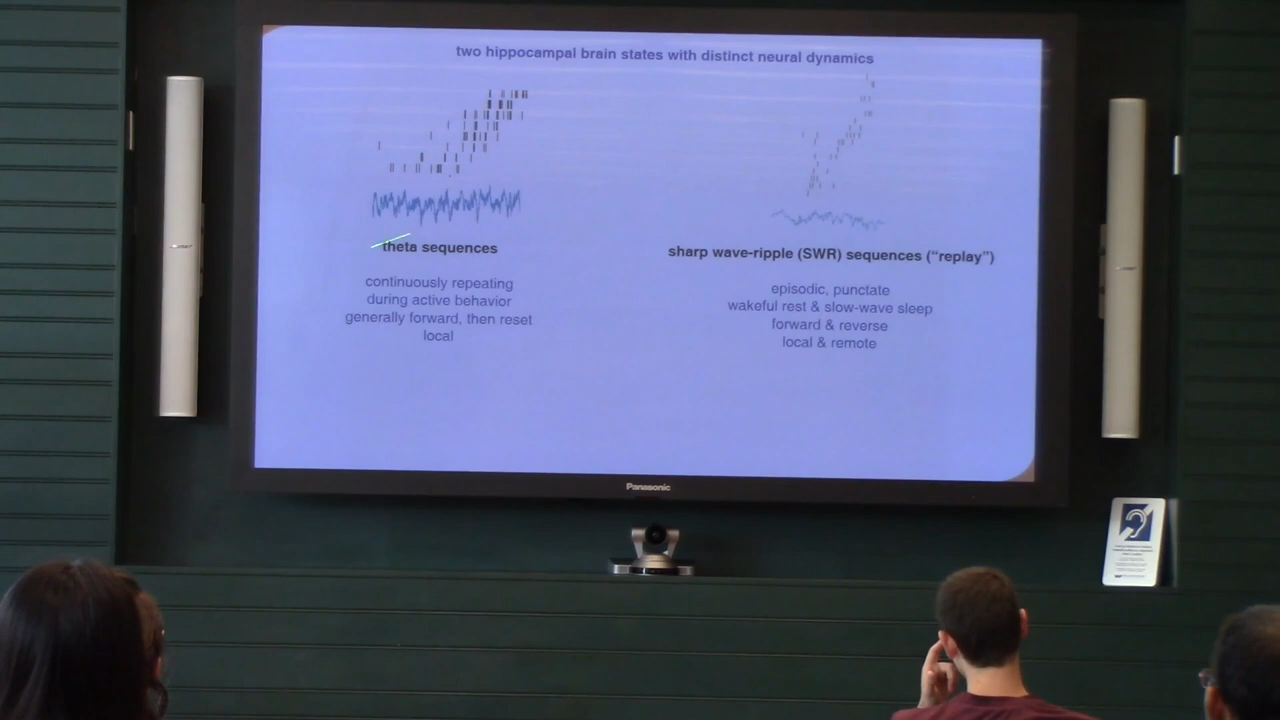 two hippocampal brain states with distinct neural dynamics
theta sequences
continuously repeating
during active behavior
generally forward, then reset
local
sharp wave-ripple (SWR) sequences (“replay”)
episodic, punctate
wakeful rest & slow-wave sleep
forward & reverse
local & remote
Panasonic